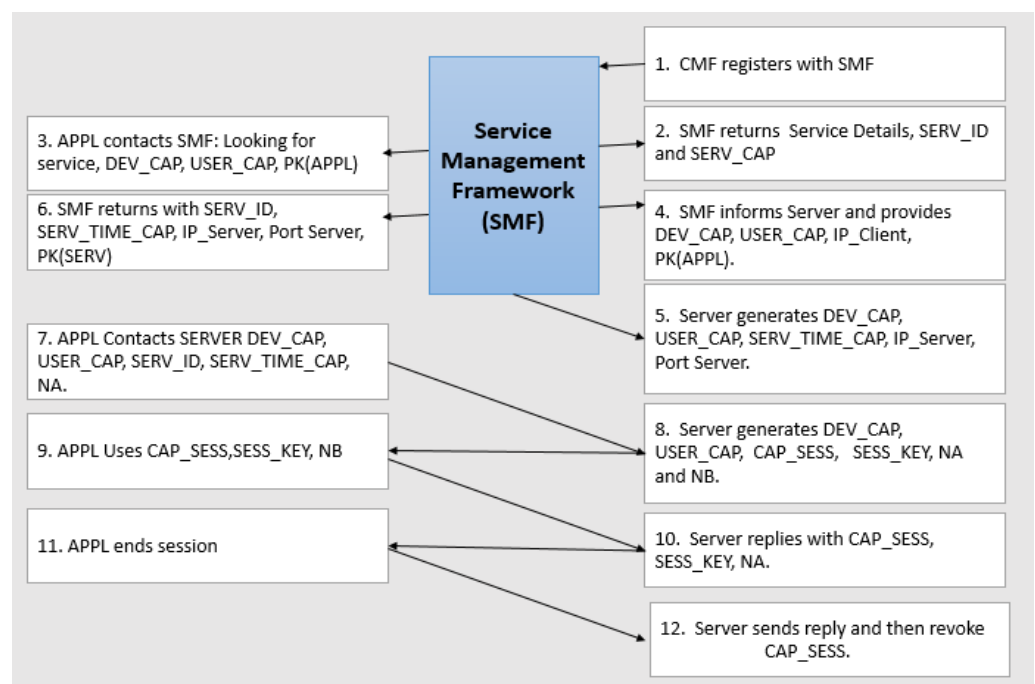 1. CMF registers with SMF
Service
Management
Framework
(SMF)
2. SMF returns Service Details, SERV_ID
and SERV_CAP
3. APPL contacts SMF: Looking for
service, DEV_CAP, USER_CAP, PK(APPL)
4. SMF informs Server and provides
DEV_CAP, USER_CAP, IP_Client,
PK(APPL).
6. SMF returns with SERV_ID,
SERV_TIME_CAP, IP_Server, Port Server,
PK(SERV)
5. Server generates DEV_CAP,
USER_CAP, SERV_TIME_CAP, IP_Server,
Port Server.
7. APPL Contacts SERVER DEV_CAP,
USER_CAP, SERV_ID, SERV_TIME_CAP,
NA.
8. Server generates DEV_CAP,
USER_CAP, CAP_SESS, SESS_KEY, NA
and NB.
9. APPL Uses CAP_SESS,SESS_KEY, NB
10. Server replies with CAP_SESS,
SESS_KEY, NA.
11. APPL ends session
12. Server sends reply and then revoke
CAP_SESS.